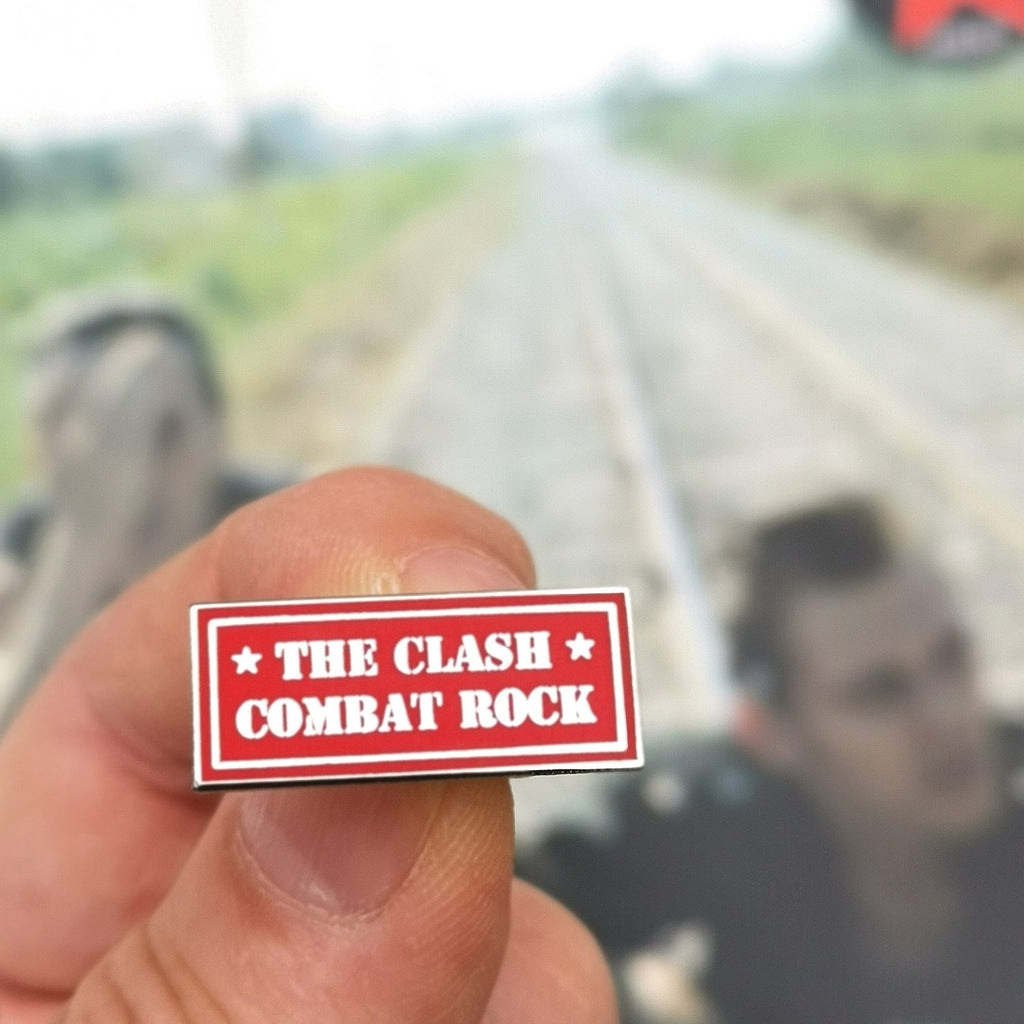 ★ THE CLASH ★
COMBAT ROCK